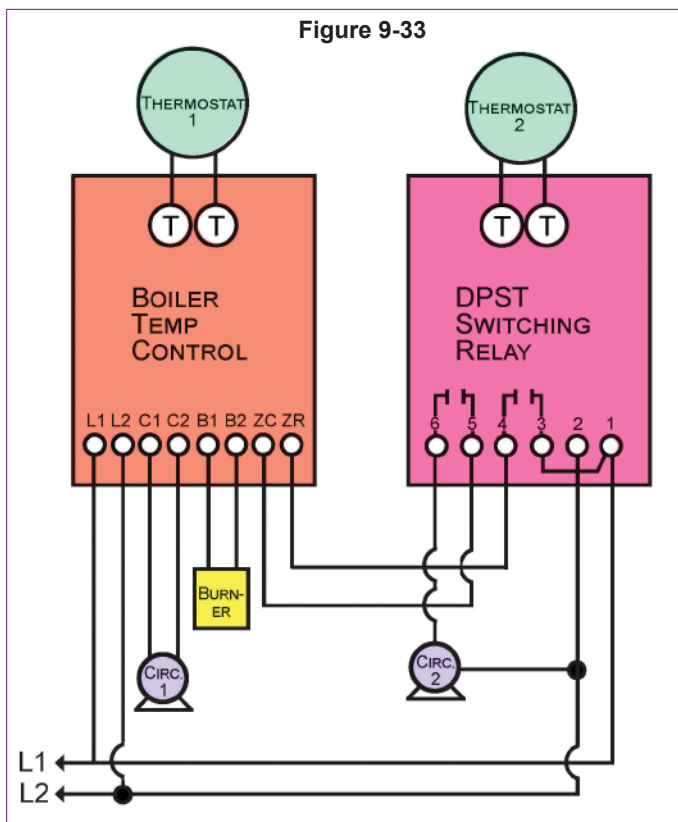 Figure 9-33
THERMOSTAT
1
THERMOSTAT
2
T T
T T
BOILER
TEMP
CONTROL
DPST
SWITCHING
RELAY
L1 L2 C1 C2 B1 B2 ZC ZR
6 5 4 3 2 1
BURN-
ER
CIRC.
1
CIRC.
2
L1
L2